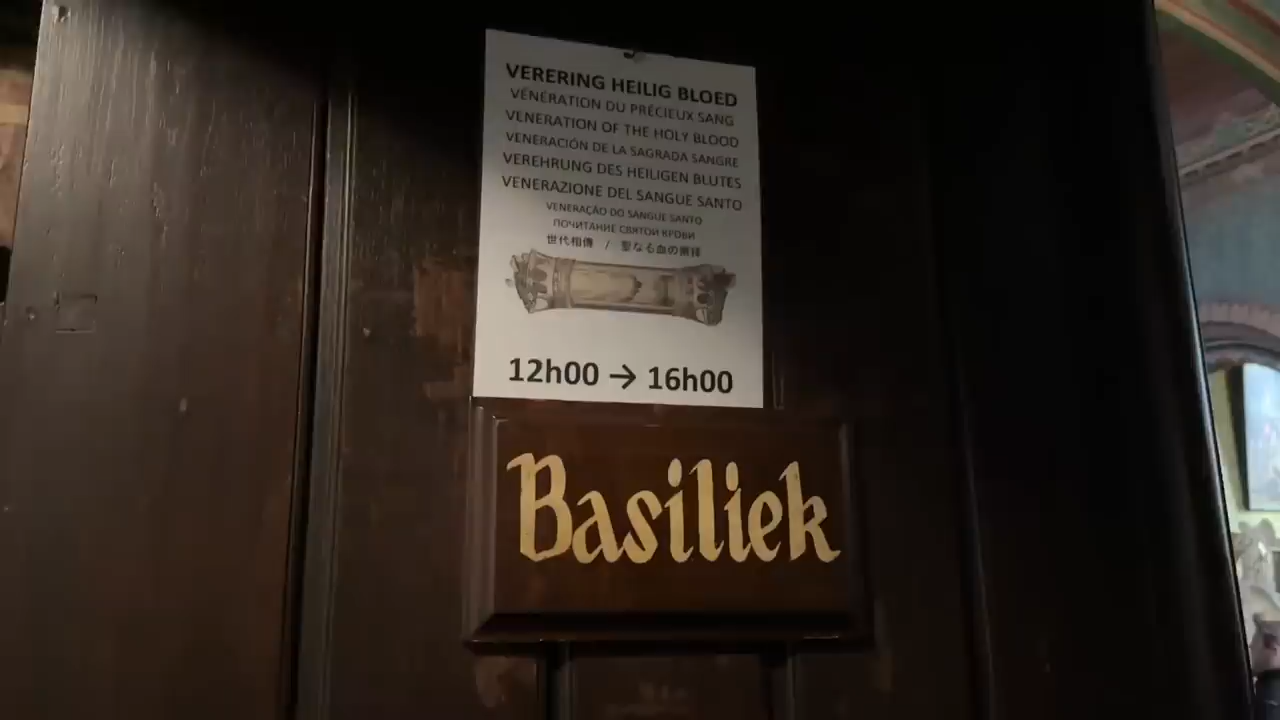 VERERING HEILIG BLOED
VÉNÉRATION DU PRÉCIEUX SANG
VENERATION OF THE HOLY BLOOD
VENERACIÓN DE LA SAGRADA SANGRE
VEREHRUNG DES HEILIGEN BLUTES
VENERAZIONE DEL SANGUE SANTO
VENERAÇÃO DO SANGUE SANTO
ПОЧИТАНИЕ СВЯТОЙ КРОВИ
世代相傳 / 聖なる血の
12h00 → 16h00
Basiliek